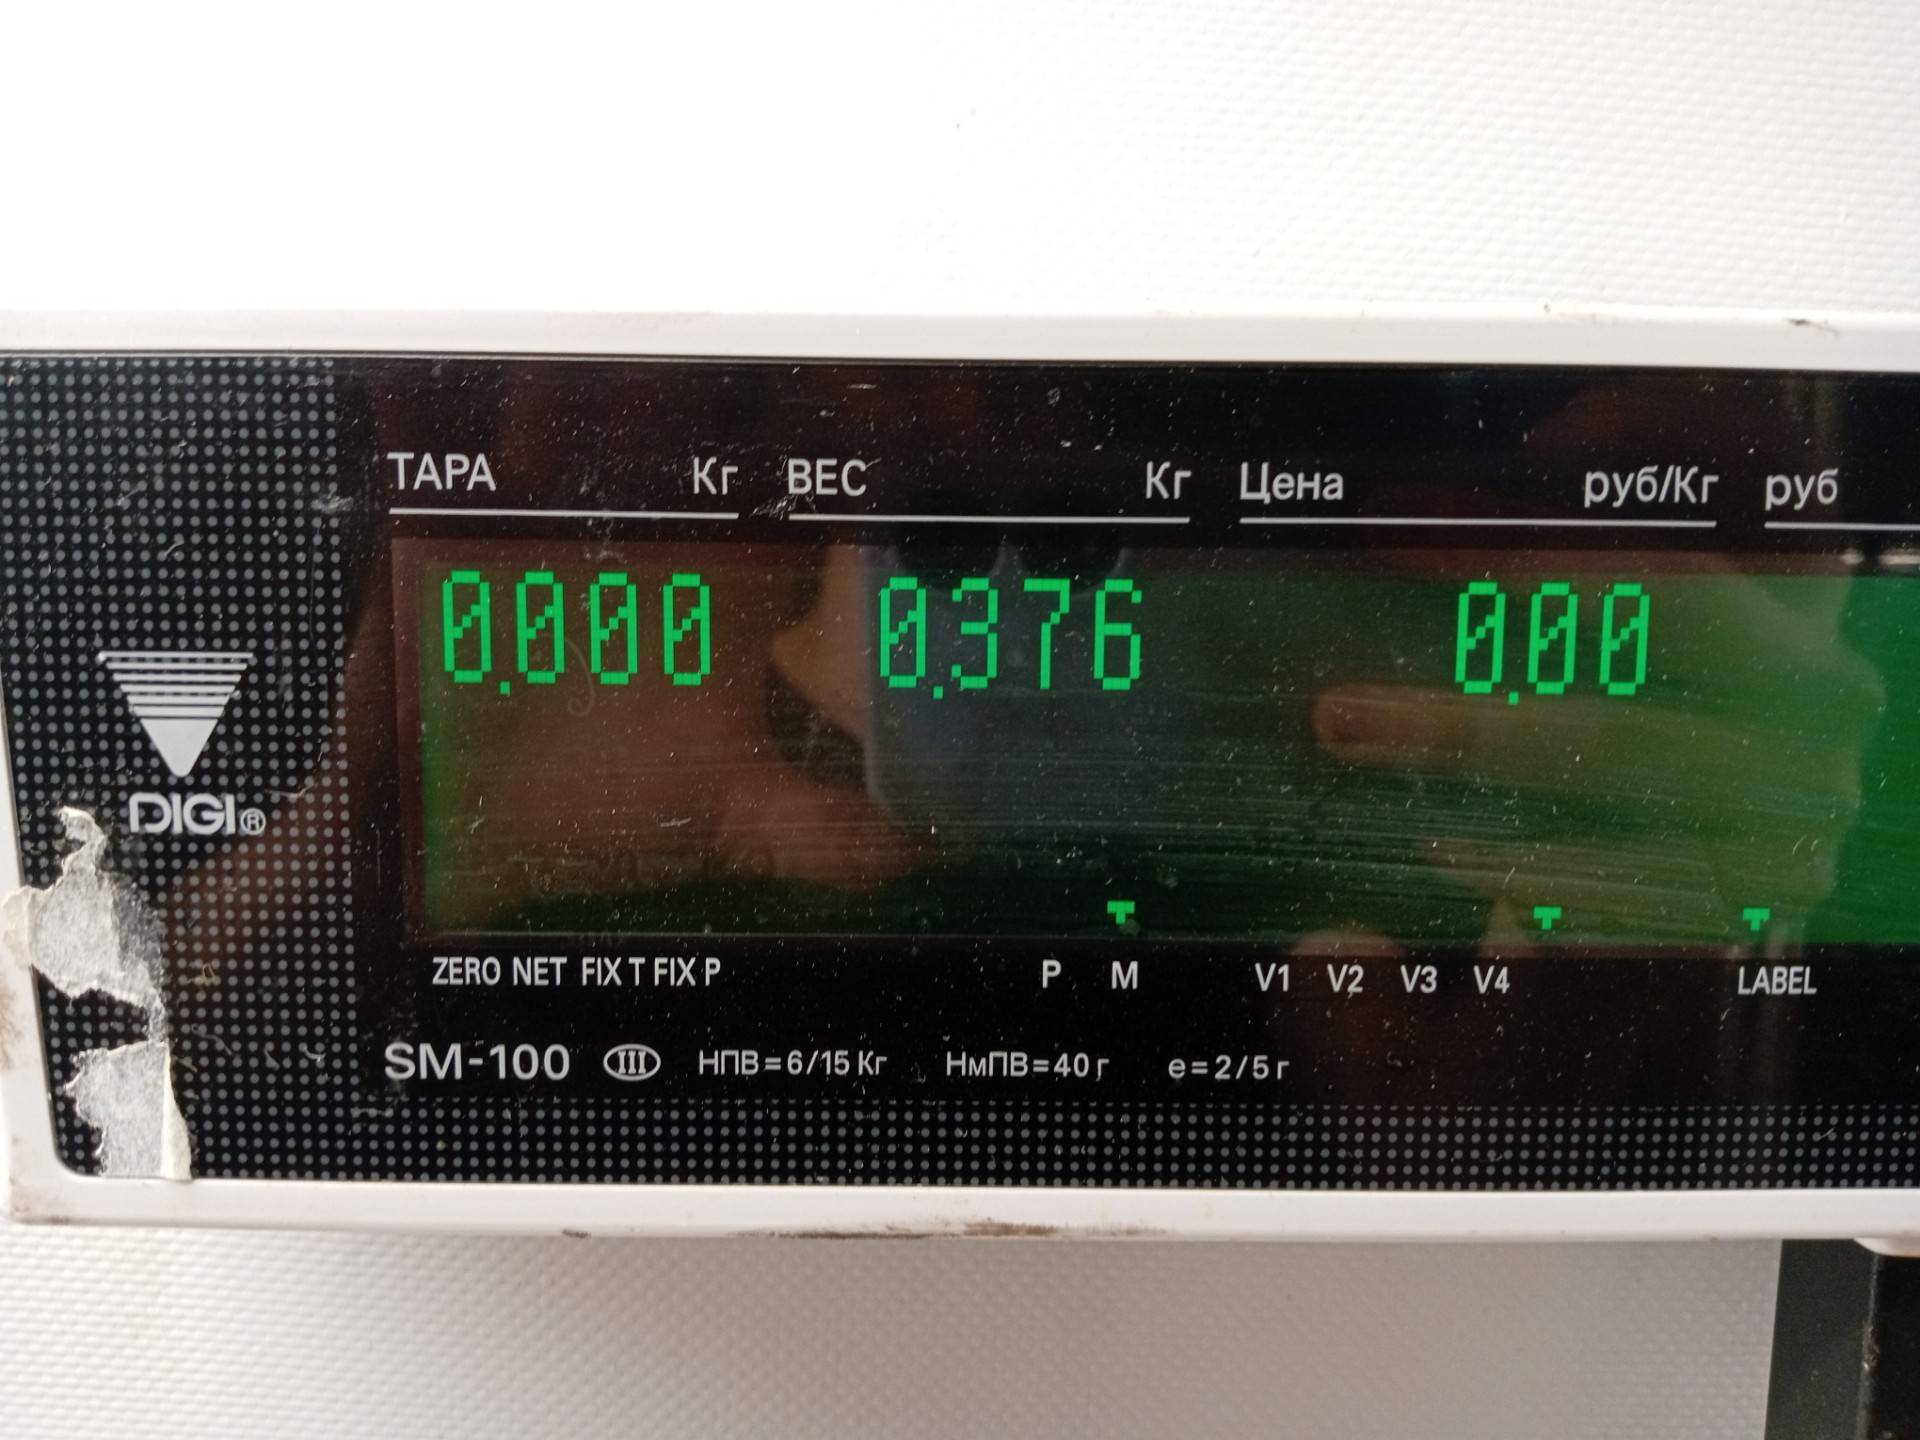 ТАРА Кг ВЕС Кг Цена руб/Кг руб
0.000 0.376 0.00
DIGI®
ZERO NET FIX T FIX P P M V1 V2 V3 V4 LABEL
SM-100 III НПВ=6/15 Кг НмПВ=40 г e=2/5 г